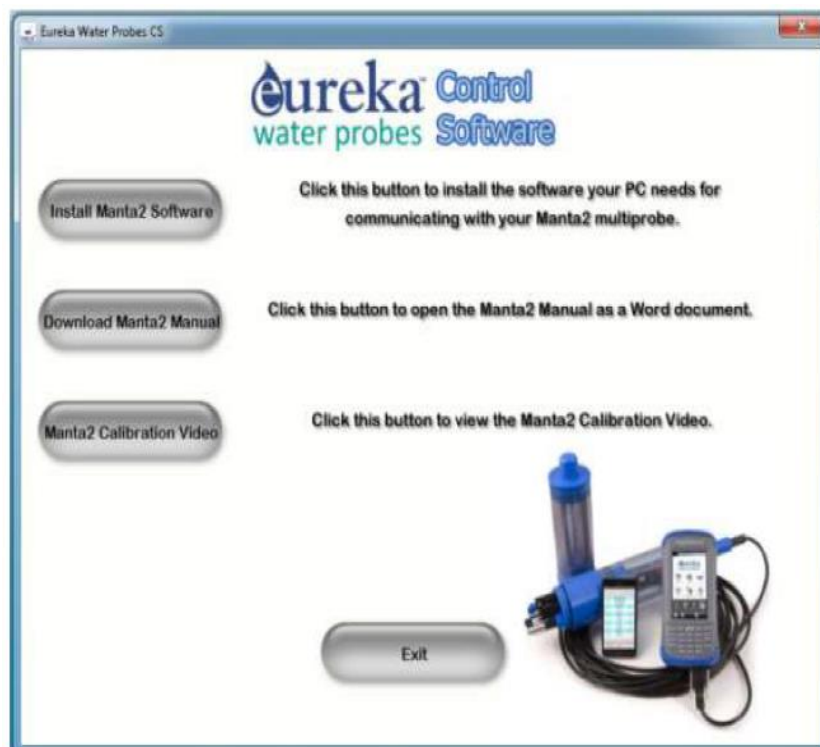 Eureka Water Probes CS
eureka Control
water probes Software
Install Manta2 Software
Click this button to install the software your PC needs for
communicating with your Manta2 multiprobe.
Download Manta2 Manual
Click this button to open the Manta2 Manual as a Word document.
Manta2 Calibration Video
Click this button to view the Manta2 Calibration Video.
Exit